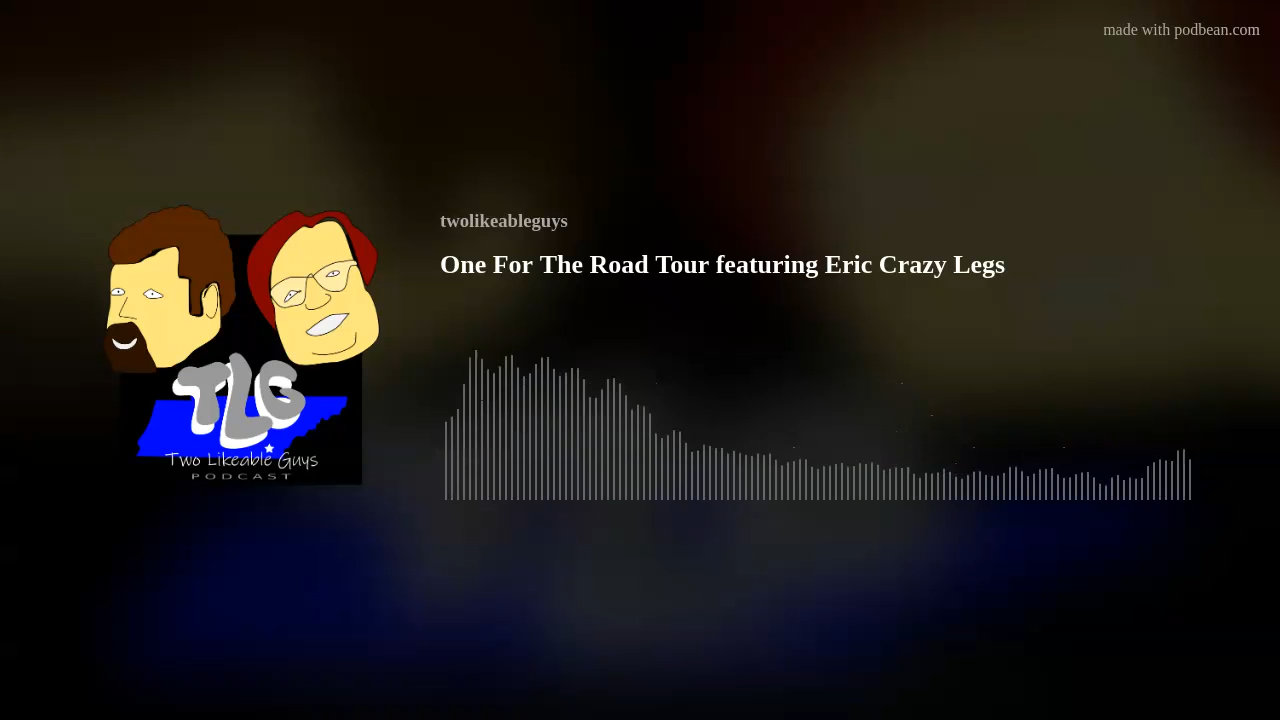 made with podbean.com
twolikeableguys
One For The Road Tour featuring Eric Crazy Legs
TLG
Two Likeable Guys
PODCAST